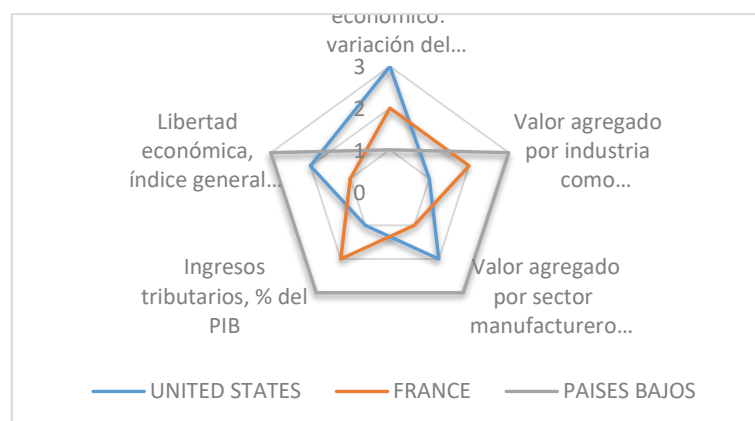 económico:
variación del...
3
2
1
0
Libertad
económica,
índice general...
Valor agregado
por industria
como...
Ingresos
tributarios, % del
PIB
Valor agregado
por sector
manufacturero...
UNITED STATES
FRANCE
PAISES BAJOS